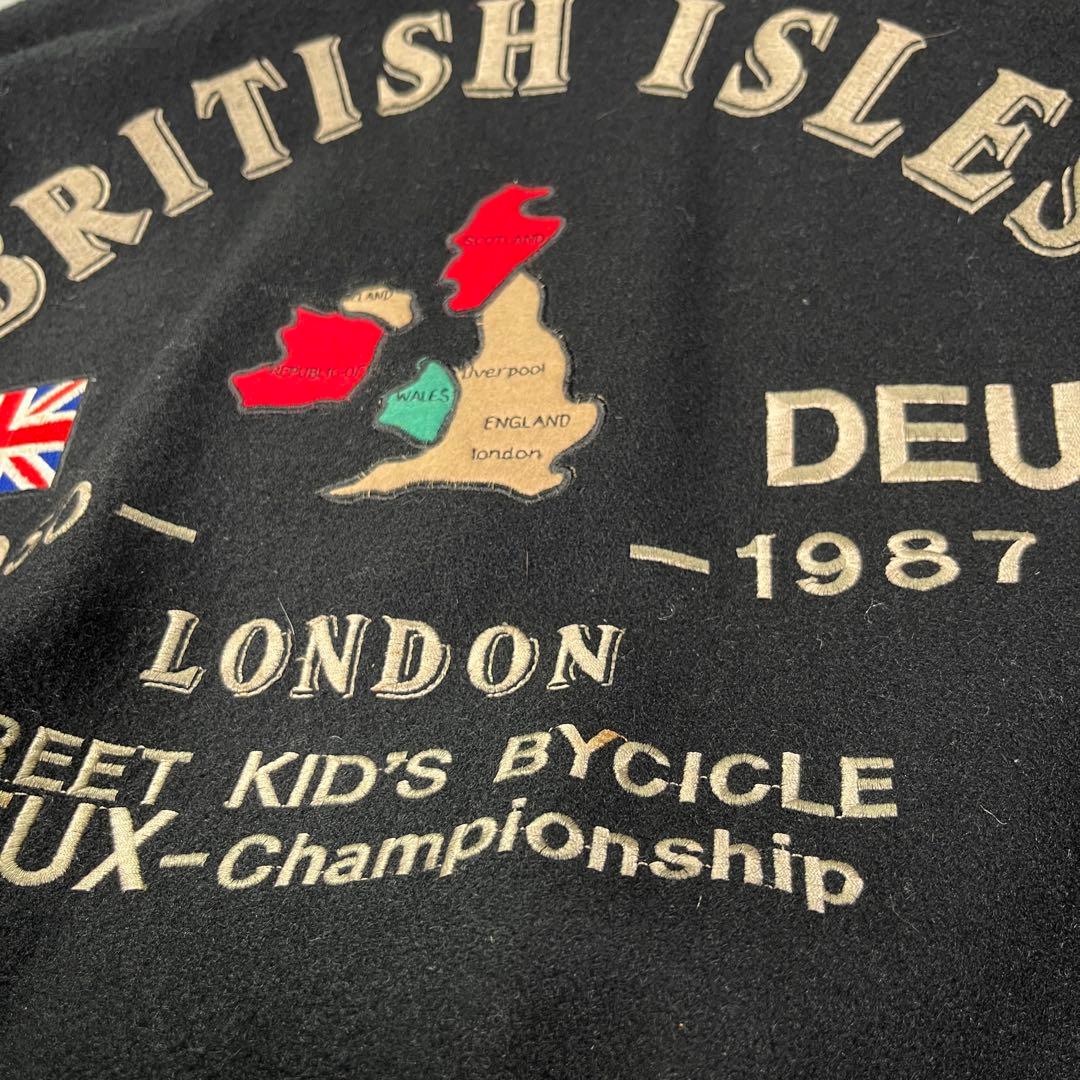 BRITISH ISLES
SCOTLAND
LAND
REPUBLIC OF
Liverpool
WALES
ENGLAND
london
DEU
- -1987
LONDON
REET KID'S BYCICLE
UX-Championship